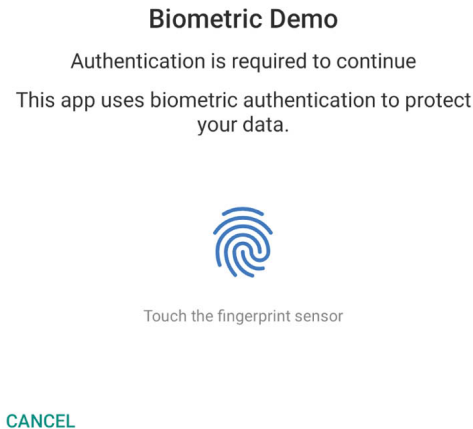 Biometric Demo
Authentication is required to continue
This app uses biometric authentication to protect
your data.
Touch the fingerprint sensor
CANCEL